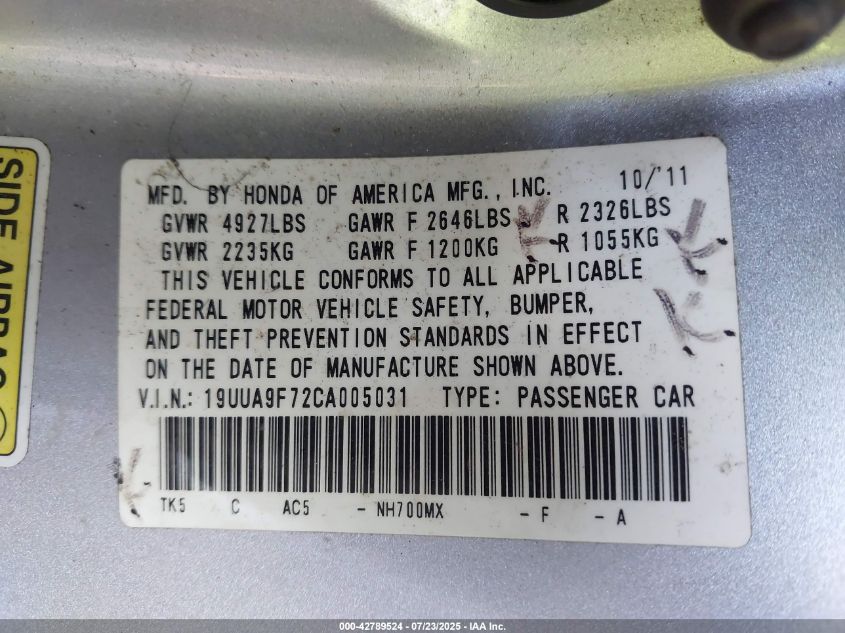 SIDE AIRBAG
MFD. BY HONDA OF AMERICA MFG., INC. 10/'11
GVWR 4927LBS GAWR F 2646LBS R 2326LBS
GVWR 2235KG GAWR F 1200KG R 1055KG
THIS VEHICLE CONFORMS TO ALL APPLICABLE
FEDERAL MOTOR VEHICLE SAFETY, BUMPER,
AND THEFT PREVENTION STANDARDS IN EFFECT
ON THE DATE OF MANUFACTURE SHOWN ABOVE.
V.I.N.: 19UUA9F72CA005031 TYPE: PASSENGER CAR
TK5 C AC5 - NH700MX - F - A
000-42789524 / 07/23/2025 - IAA Inc.